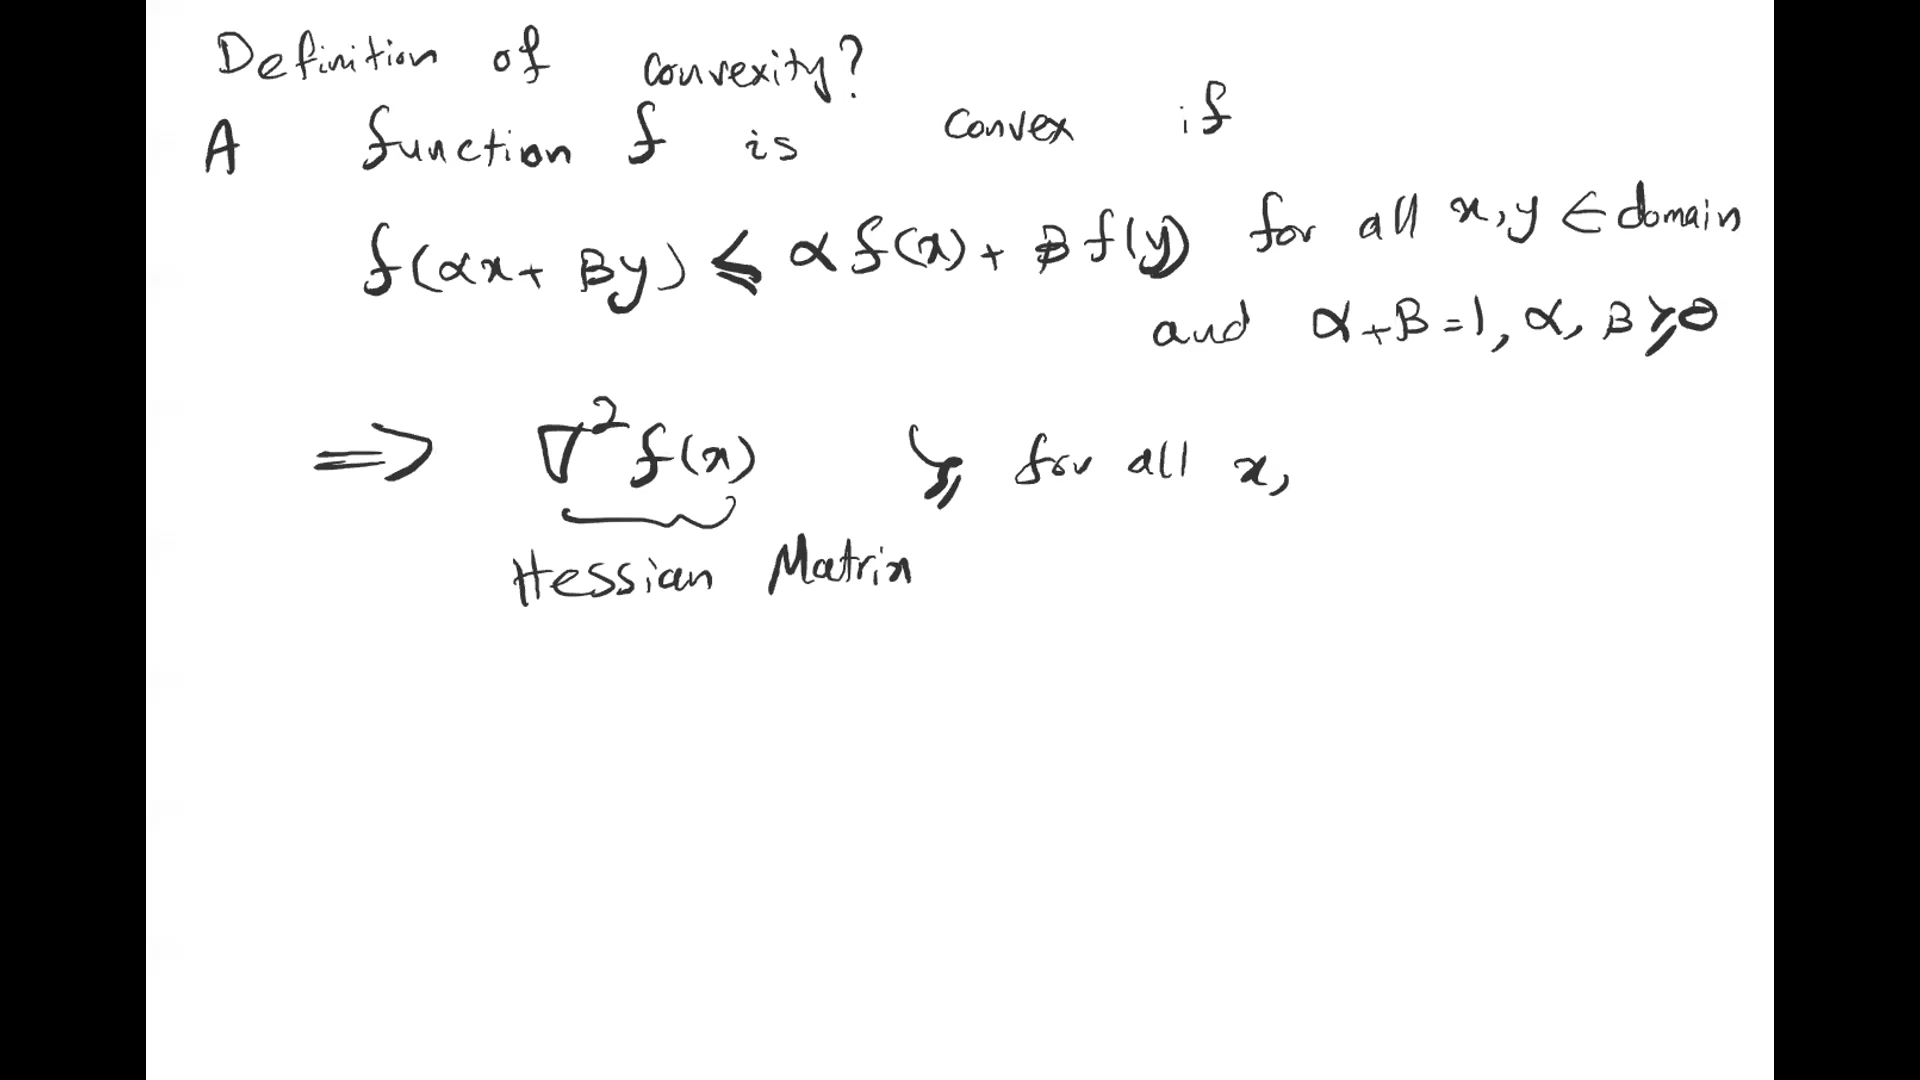 Definition of convexity?
A function f is convex if
f(αx + βy) ⩽ αf(x) + βf(y) for all x, y ∈ domain
and α + β = 1, α, β ⩾ 0
⇒ ∇²f(x) ≽ for all x,
Hessian Matrix